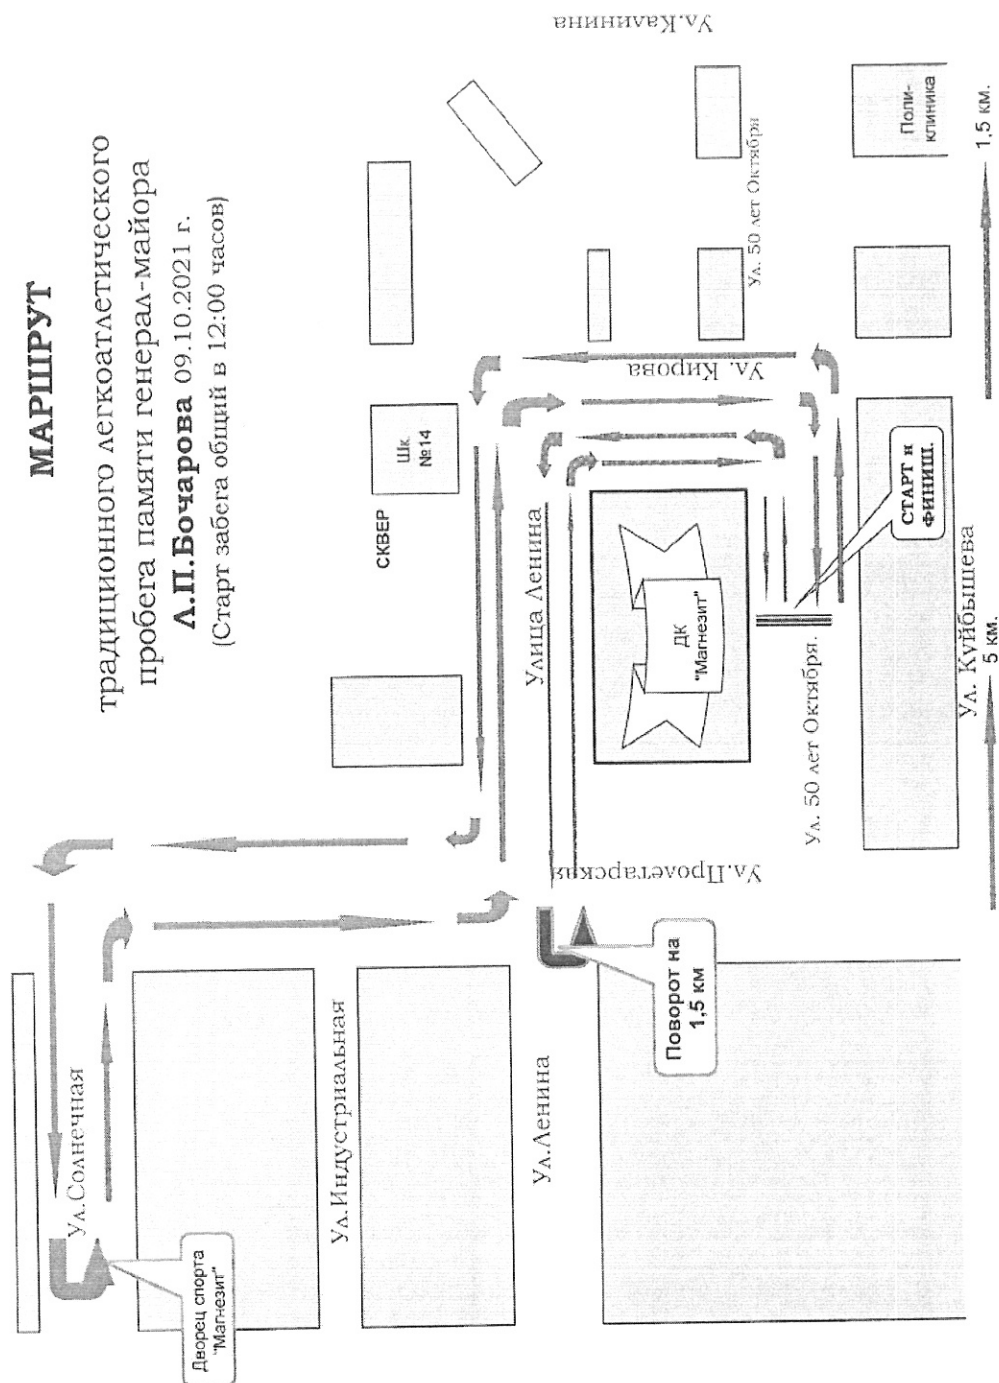 МАРШРУТ
традиционного легкоатлетического
пробега памяти генерал-майора
Л.П.Бочарова 09.10.2021 г.
(Старт забега общий в 12:00 часов)
Ул.Солнечная
Дворец спорта
"Магнезит"
Ул.Индустриальная
СКВЕР
Шк.
№14
Ул.Ленина
Улица Ленина
Ул.Пролетарская
Поворот на
1,5 км
ДК
"Магнезит"
Ул. Кирова
Ул.Калинина
Ул. 50 лет Октября.
Ул. 50 лет Октября
СТАРТ и
ФИНИШ.
Поли-
клиника
Ул. Куйбышева
5 км.
1,5 км.